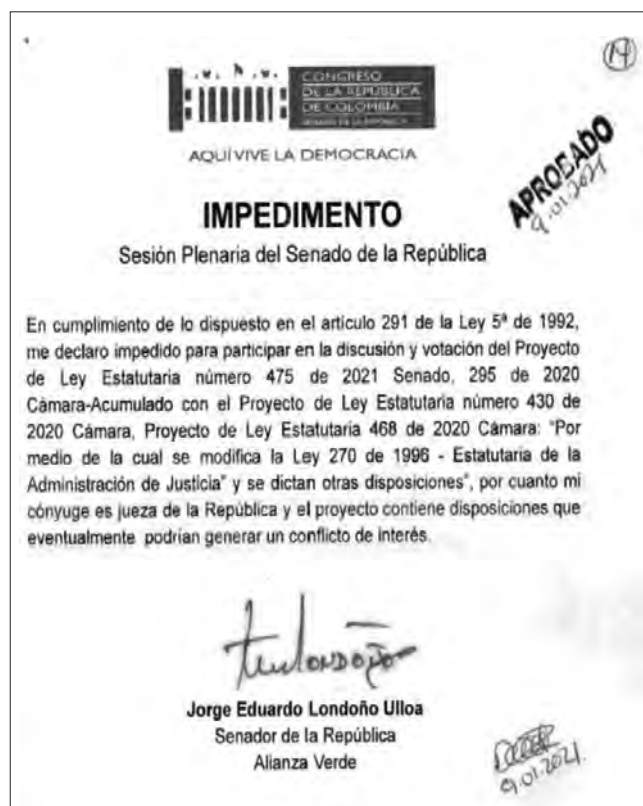 14
CONGRESO
DE LA REPÚBLICA
DE COLOMBIA
AQUÍ VIVE LA DEMOCRACIA
APROBADO
9.01.2021
IMPEDIMENTO
Sesión Plenaria del Senado de la República
En cumplimiento de lo dispuesto en el artículo 291 de la Ley 5ª de 1992,
me declaro impedido para participar en la discusión y votación del Proyecto
de Ley Estatutaria número 475 de 2021 Senado, 295 de 2020
Cámara-Acumulado con el Proyecto de Ley Estatutaria número 430 de
2020 Cámara, Proyecto de Ley Estatutaria 468 de 2020 Cámara: "Por
medio de la cual se modifica la Ley 270 de 1996 - Estatutaria de la
Administración de Justicia" y se dictan otras disposiciones", por cuanto mi
cónyuge es jueza de la República y el proyecto contiene disposiciones que
eventualmente podrían generar un conflicto de interés.
Jorge Eduardo Londoño Ulloa
Senador de la República
Alianza Verde
9.01.2021.